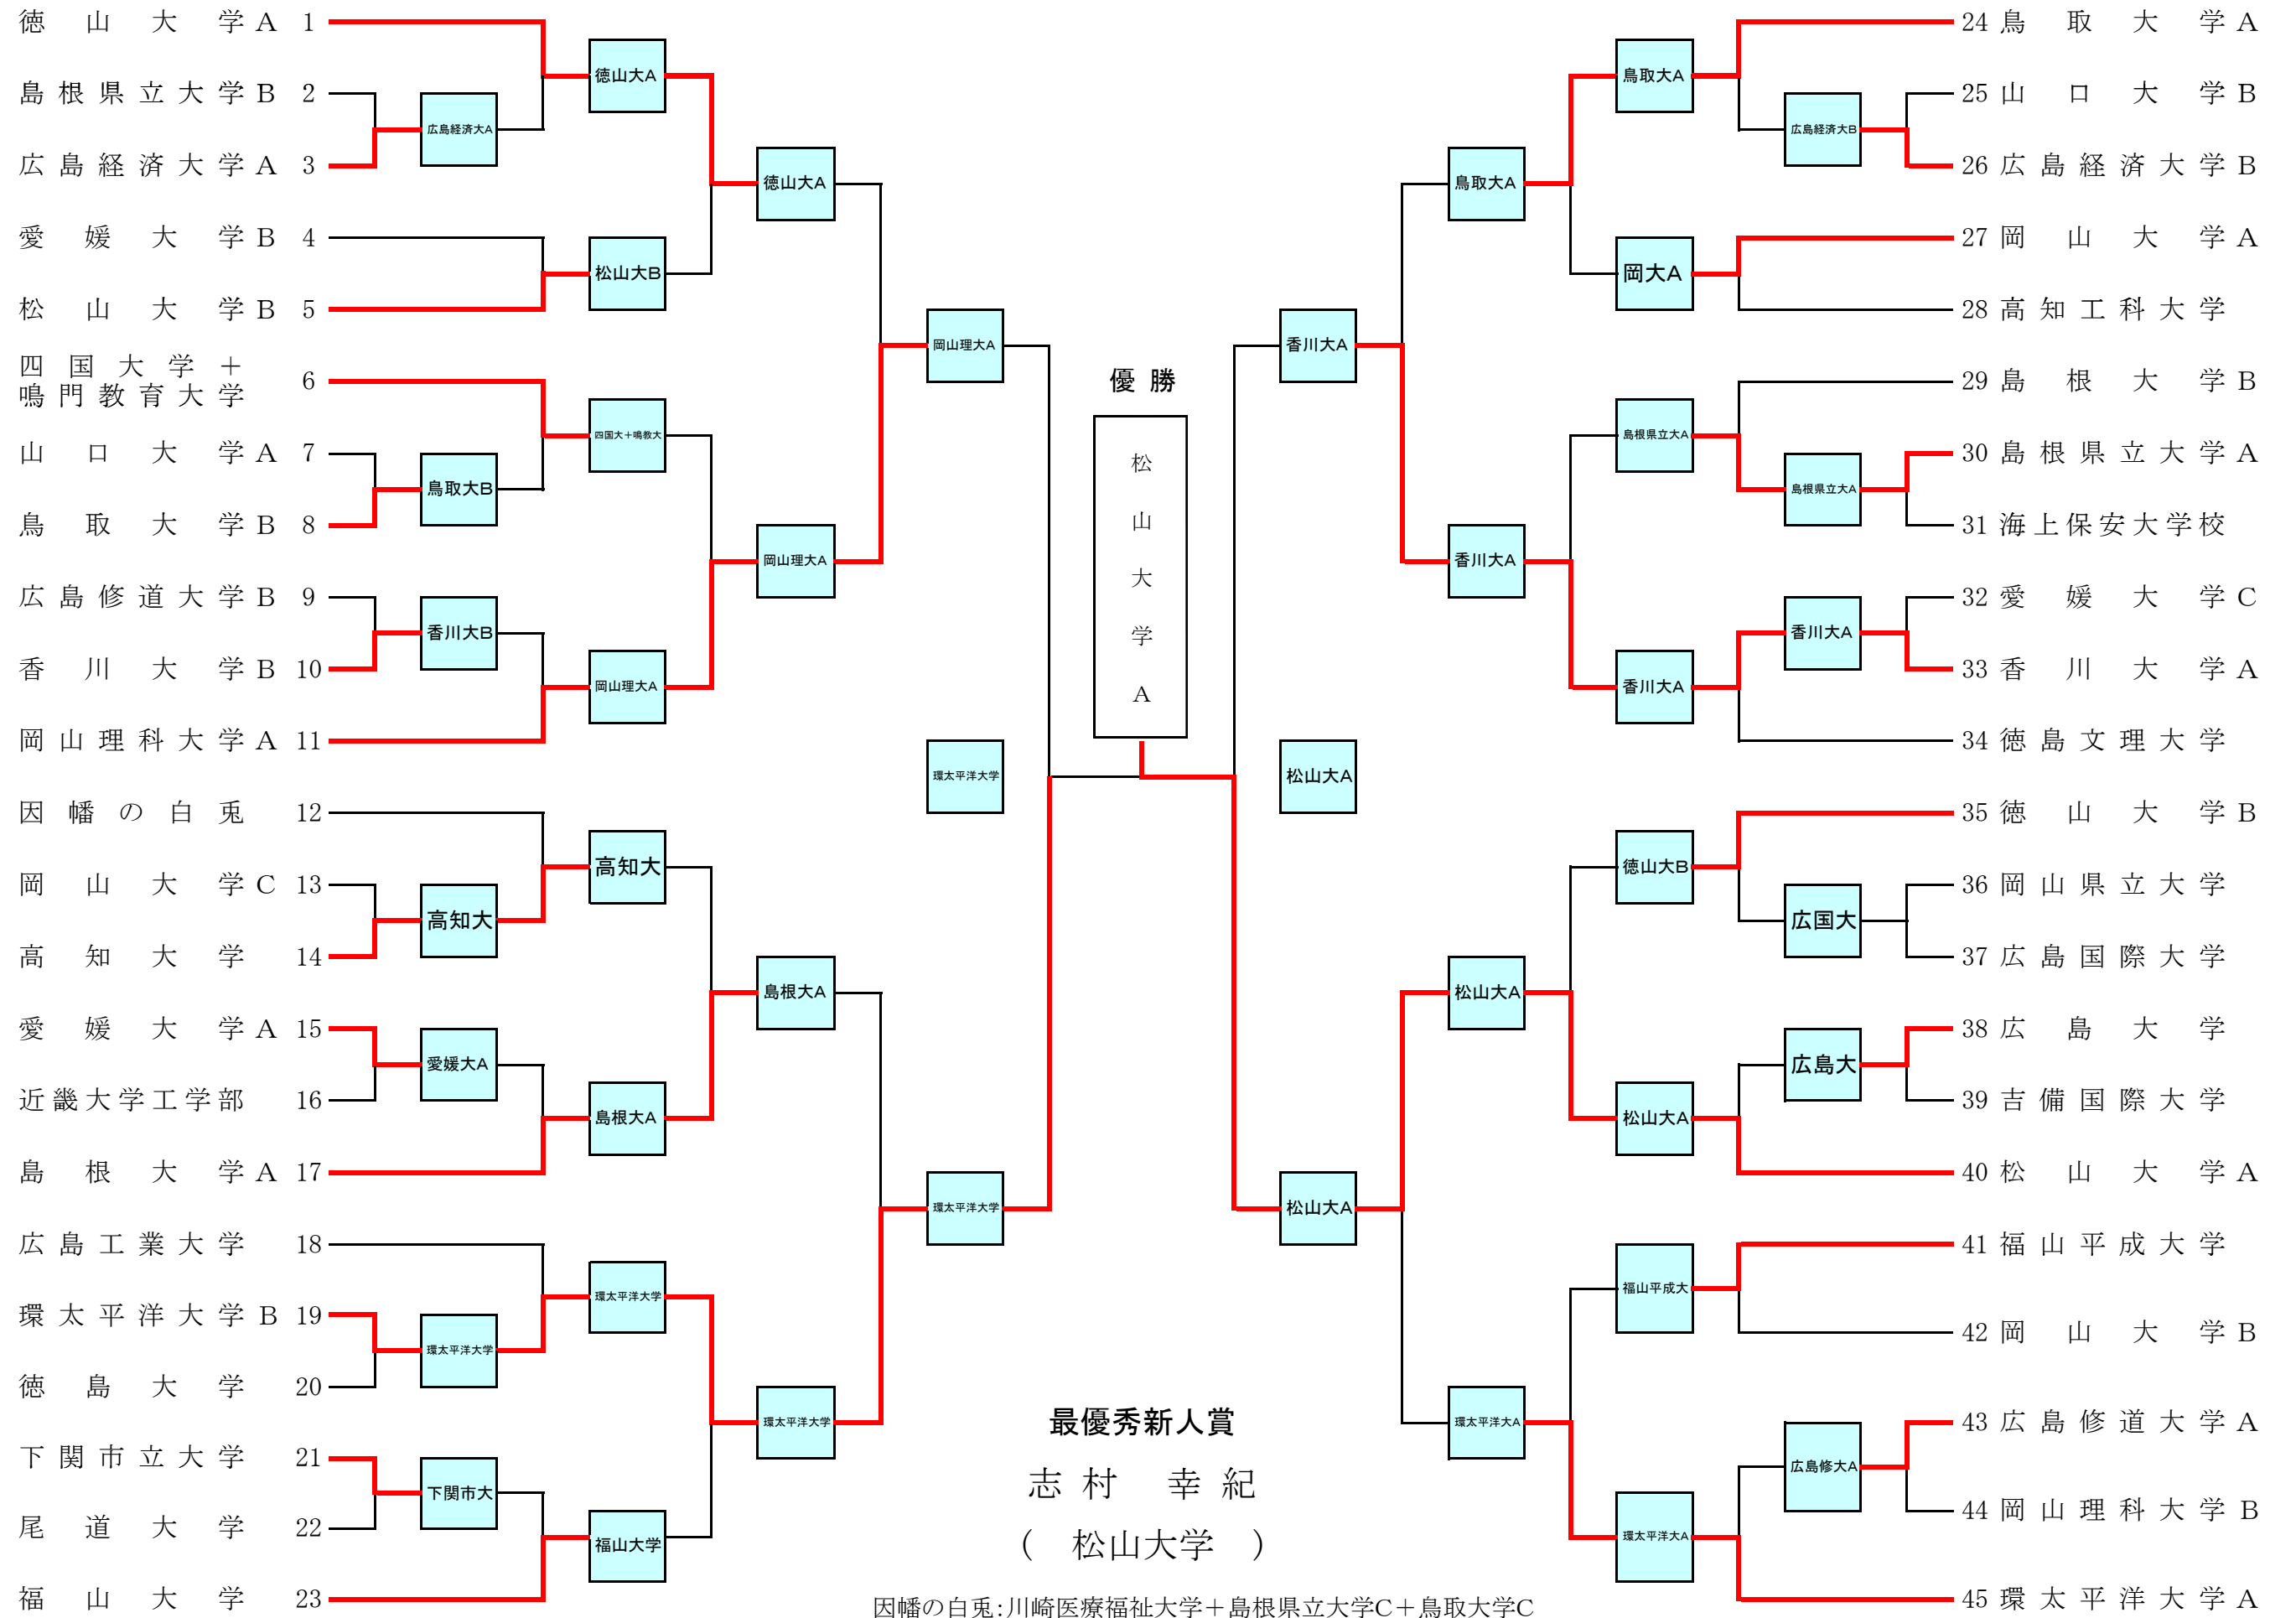 徳山大学A 1
島根県立大学B 2
広島経済大学A 3
愛媛大学B 4
松山大学B 5
四国大学＋
鳴門教育大学 6
山口大学A 7
鳥取大学B 8
広島修道大学B 9
香川大学B 10
岡山理科大学A 11
因幡の白兎 12
岡山大学C 13
高知大学 14
愛媛大学A 15
近畿大学工学部 16
島根大学A 17
広島工業大学 18
環太平洋大学B 19
徳島大学 20
下関市立大学 21
尾道大学 22
福山大学 23
広島経済大A
鳥取大B
香川大B
高知大
愛媛大A
環太平洋大学
下関市大
徳山大A
松山大B
四国大＋鳴教大
岡山理大A
高知大
島根大A
環太平洋大学
福山大学
徳山大A
岡山理大A
島根大A
環太平洋大学
岡山理大A
環太平洋大学
環太平洋大学
優勝
松山大学A
香川大A
松山大A
松山大A
鳥取大A
香川大A
松山大A
環太平洋大A
鳥取大A
岡大A
島根県立大A
香川大A
徳山大B
松山大A
福山平成大
環太平洋大A
広島経済大B
島根県立大A
香川大A
広国大
広島大
広島修大A
24 鳥取大学A
25 山口大学B
26 広島経済大学B
27 岡山大学A
28 高知工科大学
29 島根大学B
30 島根県立大学A
31 海上保安大学校
32 愛媛大学C
33 香川大学A
34 徳島文理大学
35 徳山大学B
36 岡山県立大学
37 広島国際大学
38 広島大学
39 吉備国際大学
40 松山大学A
41 福山平成大学
42 岡山大学B
43 広島修道大学A
44 岡山理科大学B
45 環太平洋大学A
最優秀新人賞
志村 幸紀
（ 松山大学 ）
因幡の白兎:川崎医療福祉大学＋島根県立大学C＋鳥取大学C